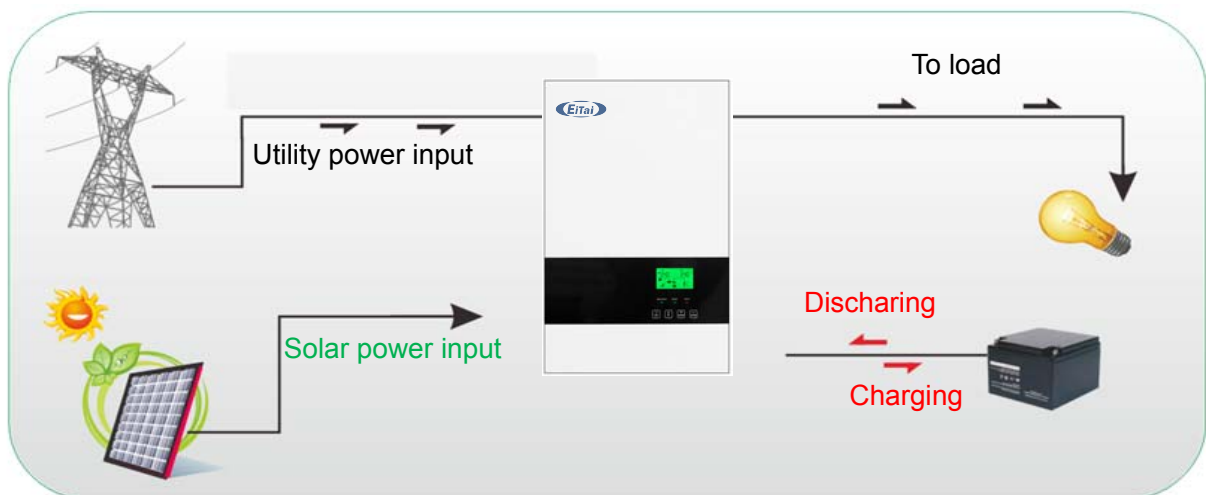 To load
EiTai
Utility power input
Discharing
Solar power input
Charging